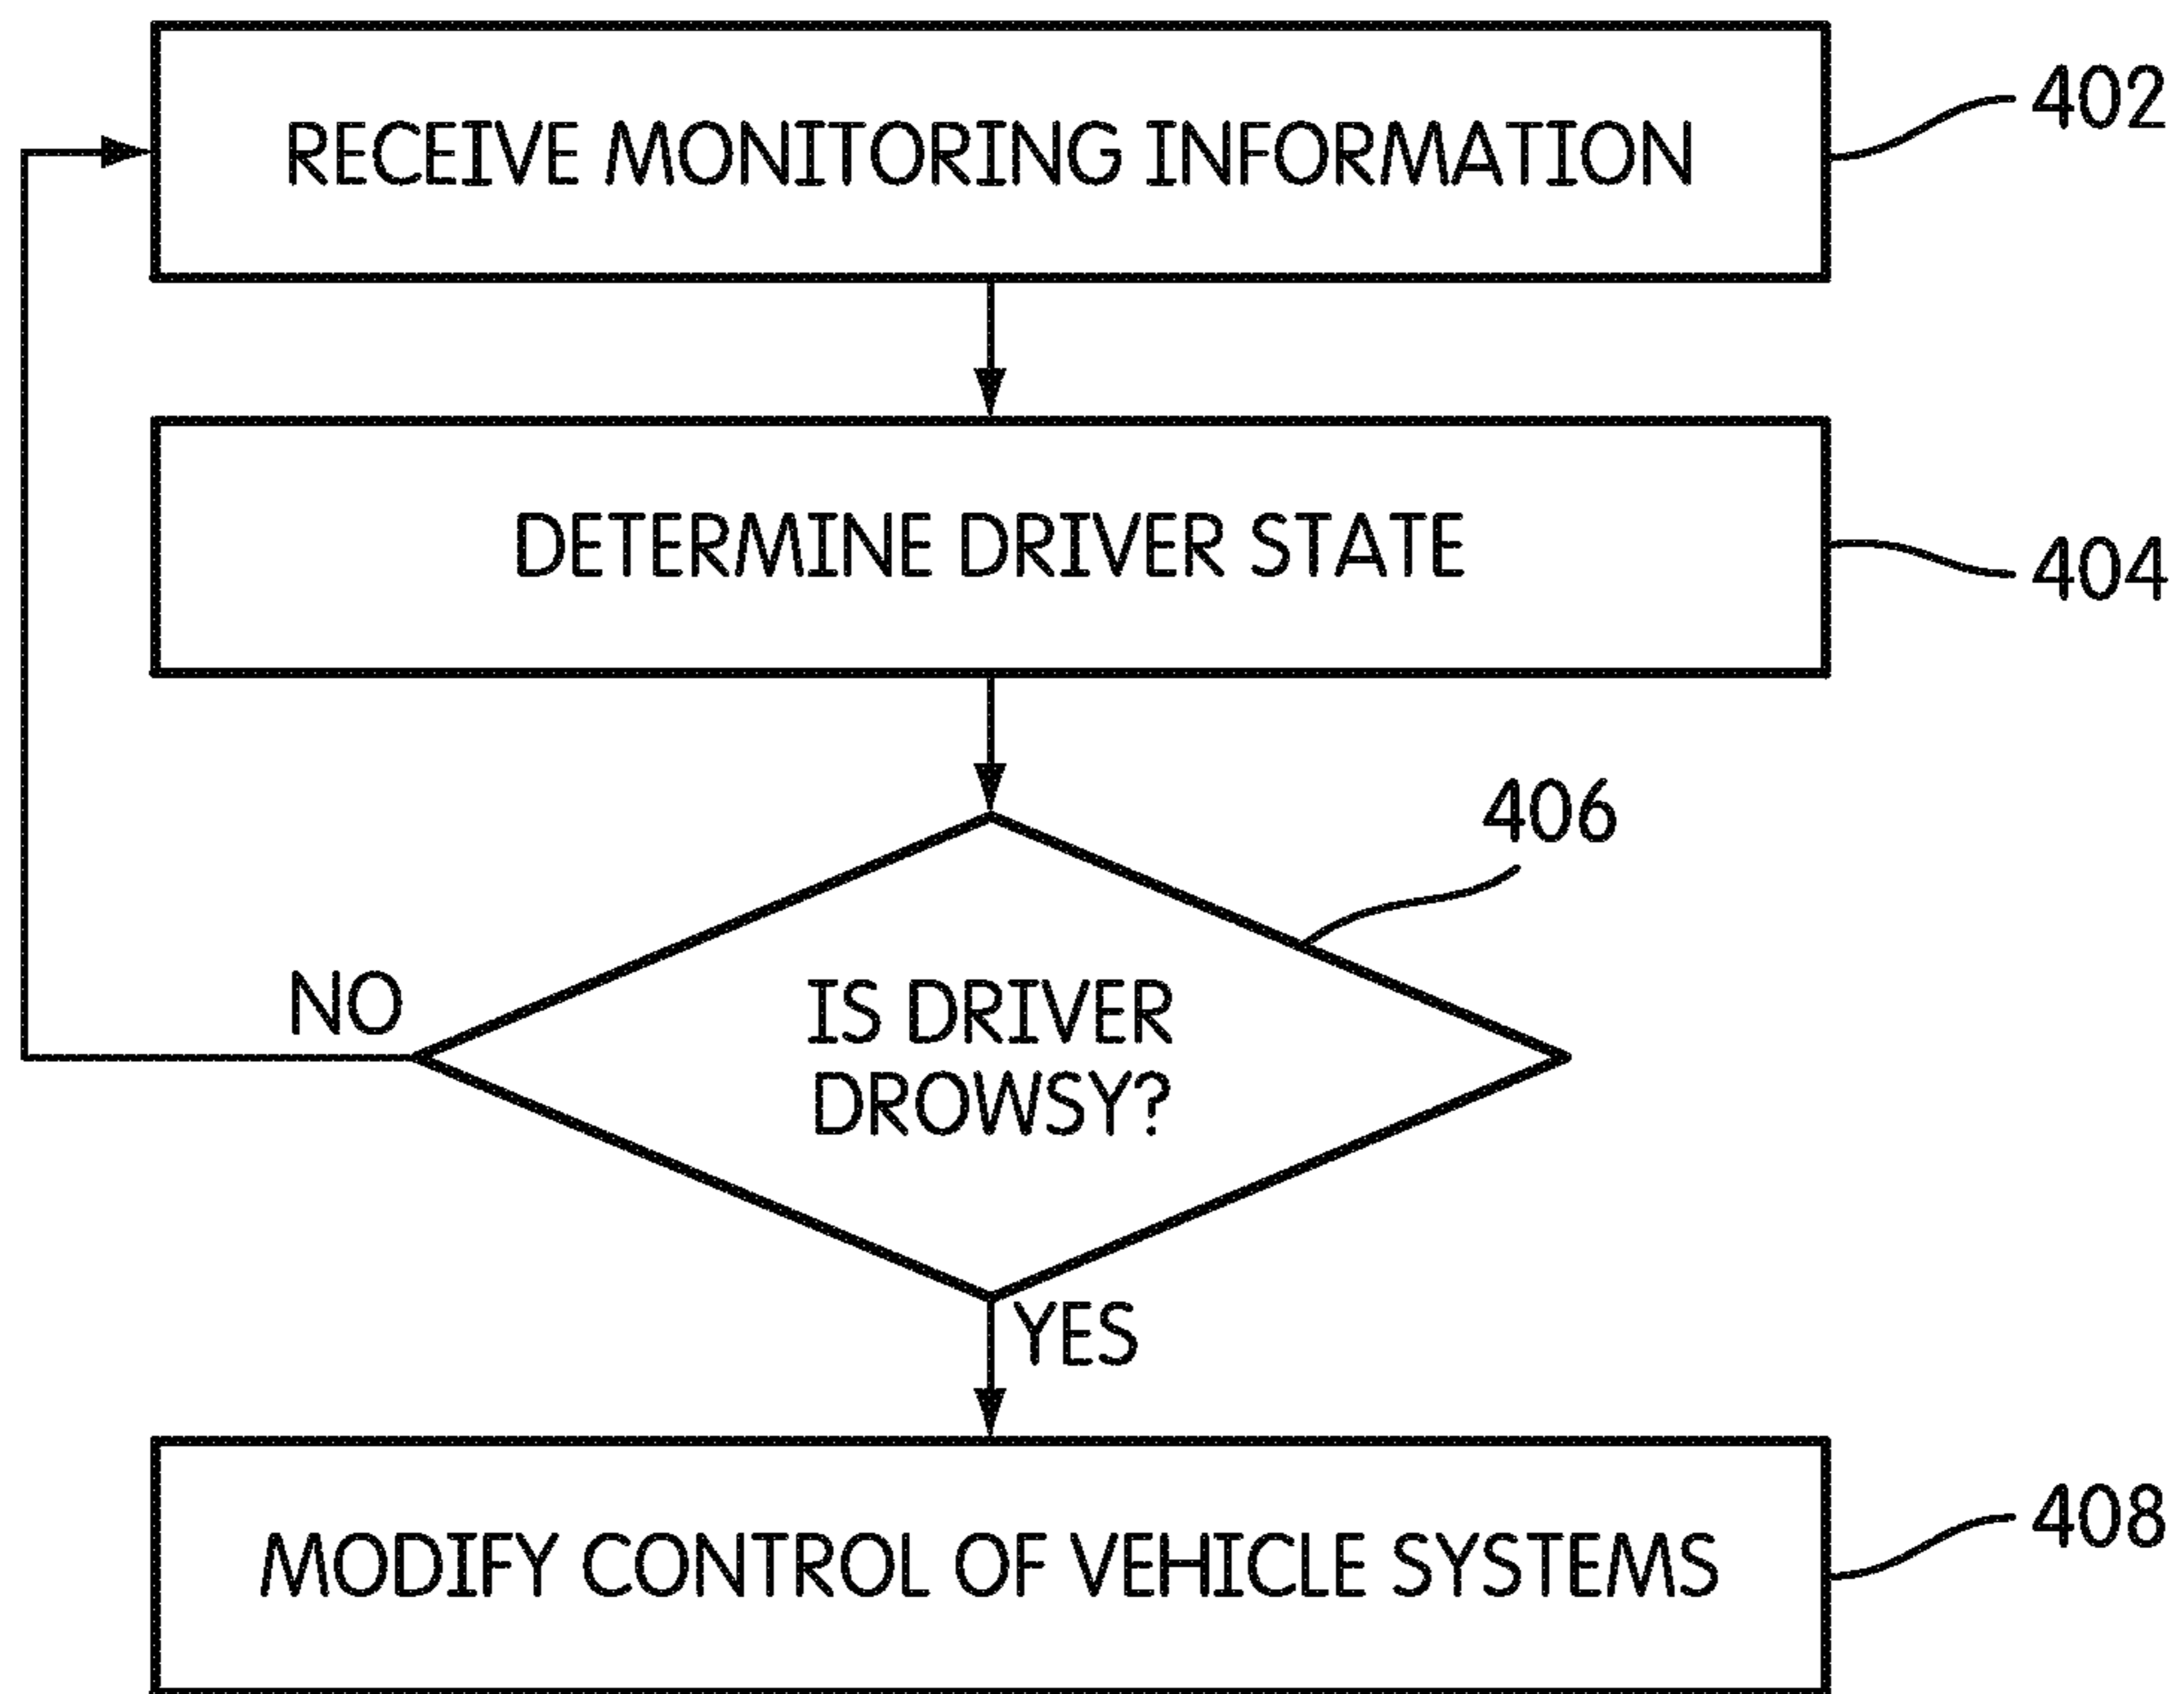 RECEIVE MONITORING INFORMATION
402
DETERMINE DRIVER STATE
404
406
IS DRIVER
DROWSY?
NO
YES
MODIFY CONTROL OF VEHICLE SYSTEMS
408